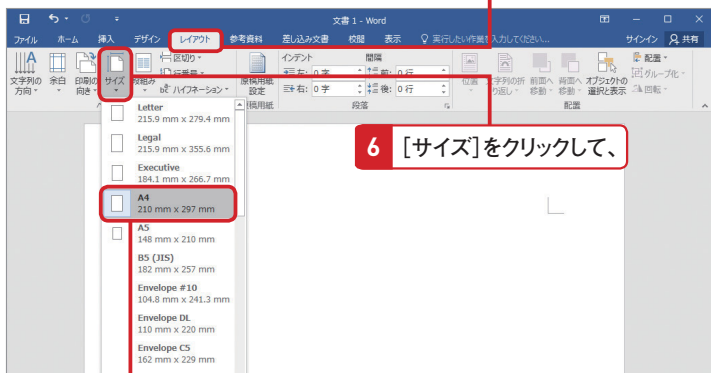 文書 1 - Word
ファイル ホーム 挿入 デザイン レイアウト 参考資料 差し込み文書 校閲 表示 実行したい作業を入力してください... サインイン 共有
文字列の方向 余白 印刷の向き サイズ 段組み
区切り
行番号
ハイフネーション
原稿用紙設定
インデント 間隔
左: 0 字 前: 0 行
右: 0 字 後: 0 行
位置 文字列の折り返し 前面へ移動 背面へ移動 オブジェクトの選択と表示
配置
グループ化
回転
原稿用紙 段落 配置
Letter
215.9 mm x 279.4 mm
Legal
215.9 mm x 355.6 mm
Executive
184.1 mm x 266.7 mm
A4
210 mm x 297 mm
A5
148 mm x 210 mm
B5 (JIS)
182 mm x 257 mm
Envelope #10
104.8 mm x 241.3 mm
Envelope DL
110 mm x 220 mm
Envelope C5
162 mm x 229 mm
6 [サイズ]をクリックして、